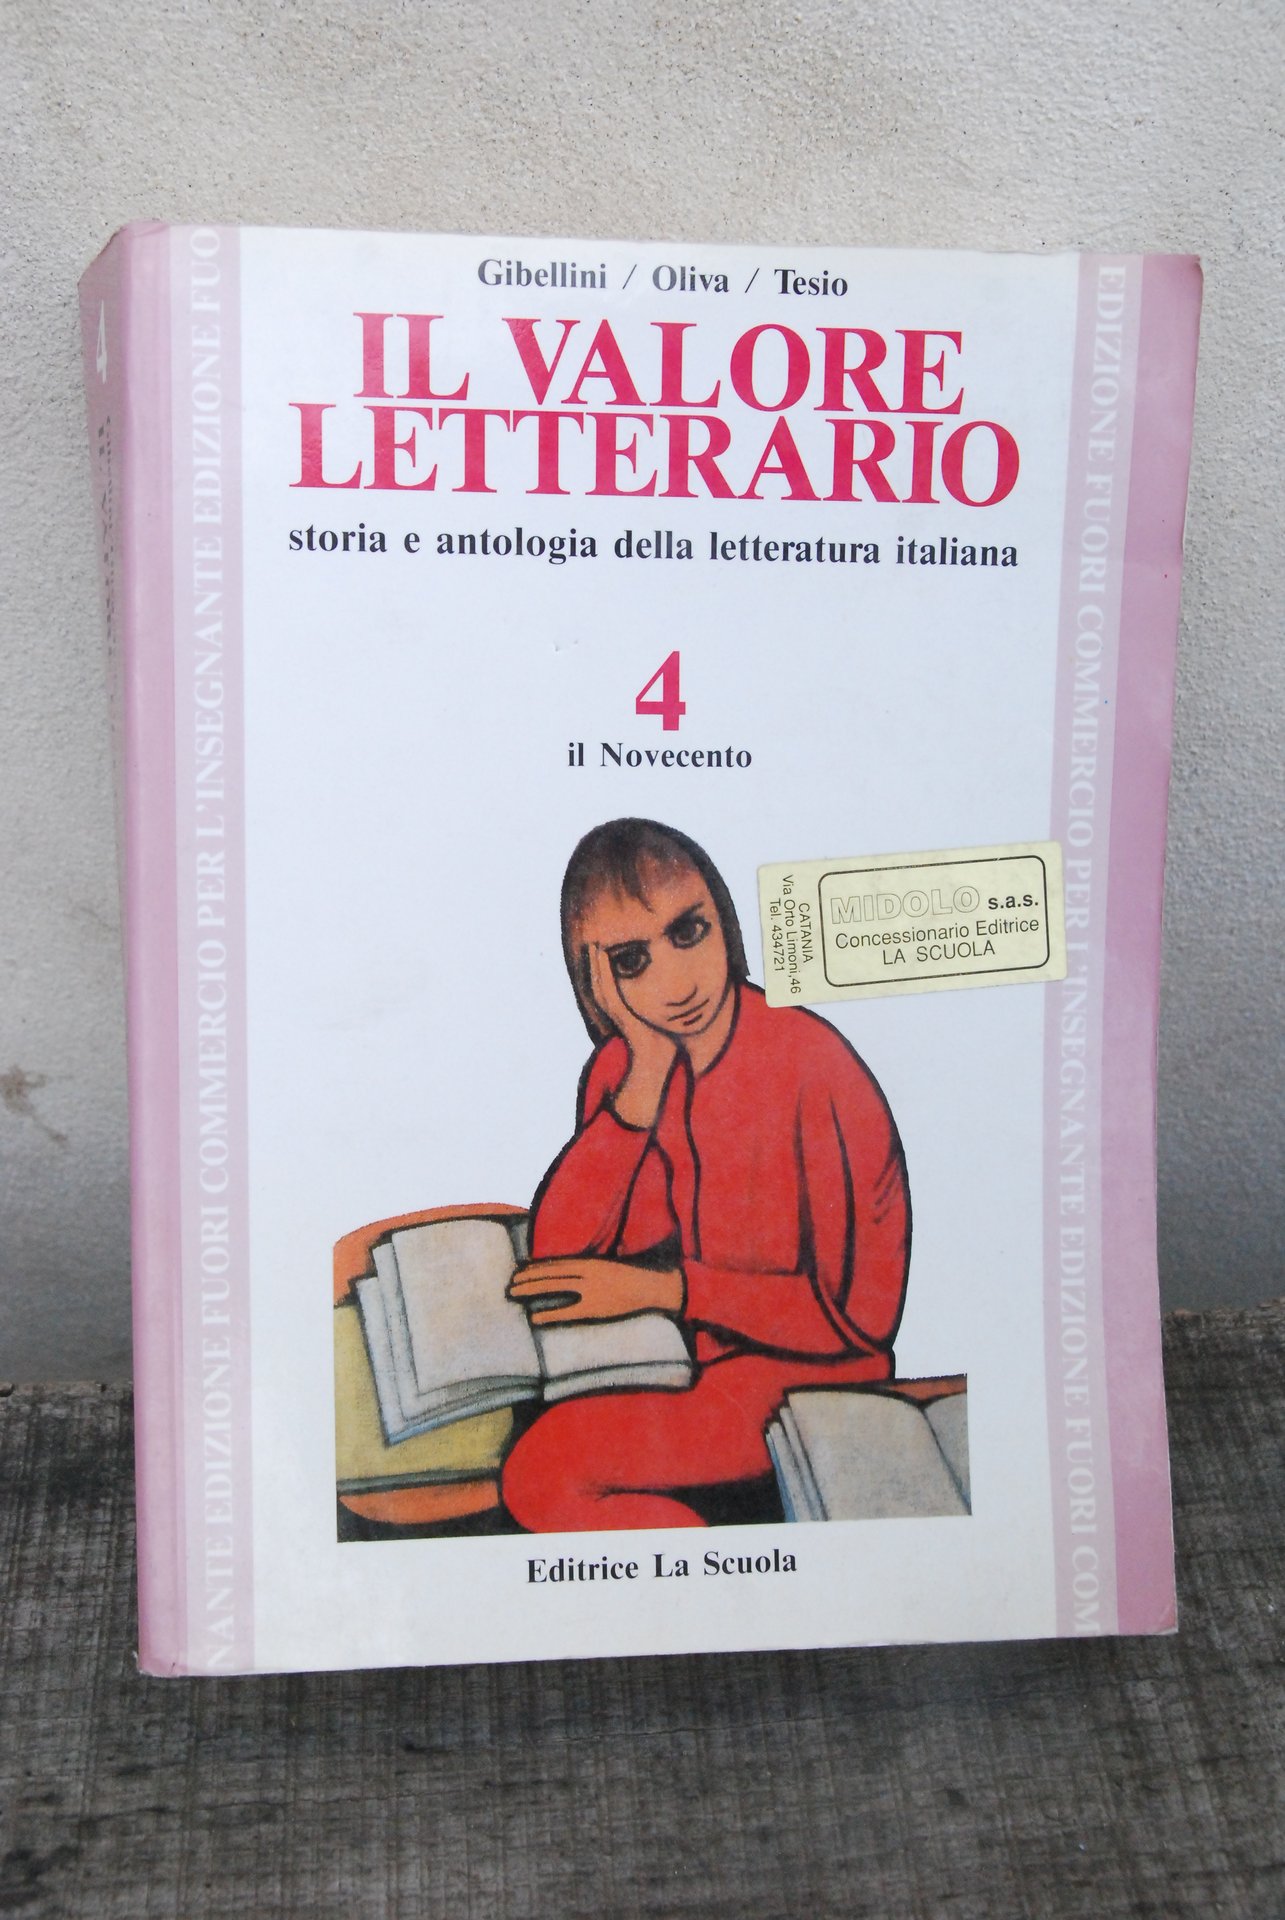 Gibellini / Oliva / Tesio
IL VALORE
LETTERARIO
storia e antologia della letteratura italiana
4
il Novecento
MIDOLO s.a.s.
Concessionario Editrice
LA SCUOLA
CATANIA
Via Orto Limoni, 46
Tel. 434721
Editrice La Scuola
NANTE EDIZIONE FUORI COMMERCIO PER L'INSEGNANTE EDIZIONE FUO
EDIZIONE FUORI COMMERCIO PER L'INSEGNANTE EDIZIONE FUORI COM
4